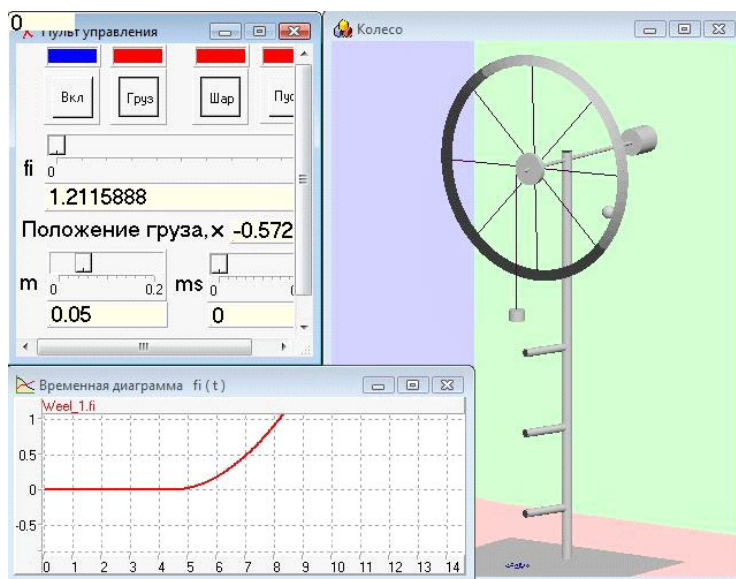 0
Пульт управления
Вкл Груз Шар Пус
fi
0
1.2115888
Положение груза,x -0.572
m 0 0.2 ms 0
0.05 0
Колесо
Временная диаграмма fi ( t )
Weel_1.fi
1
0.5
0
-0.5
0 1 2 3 4 5 6 7 8 9 10 11 12 13 14